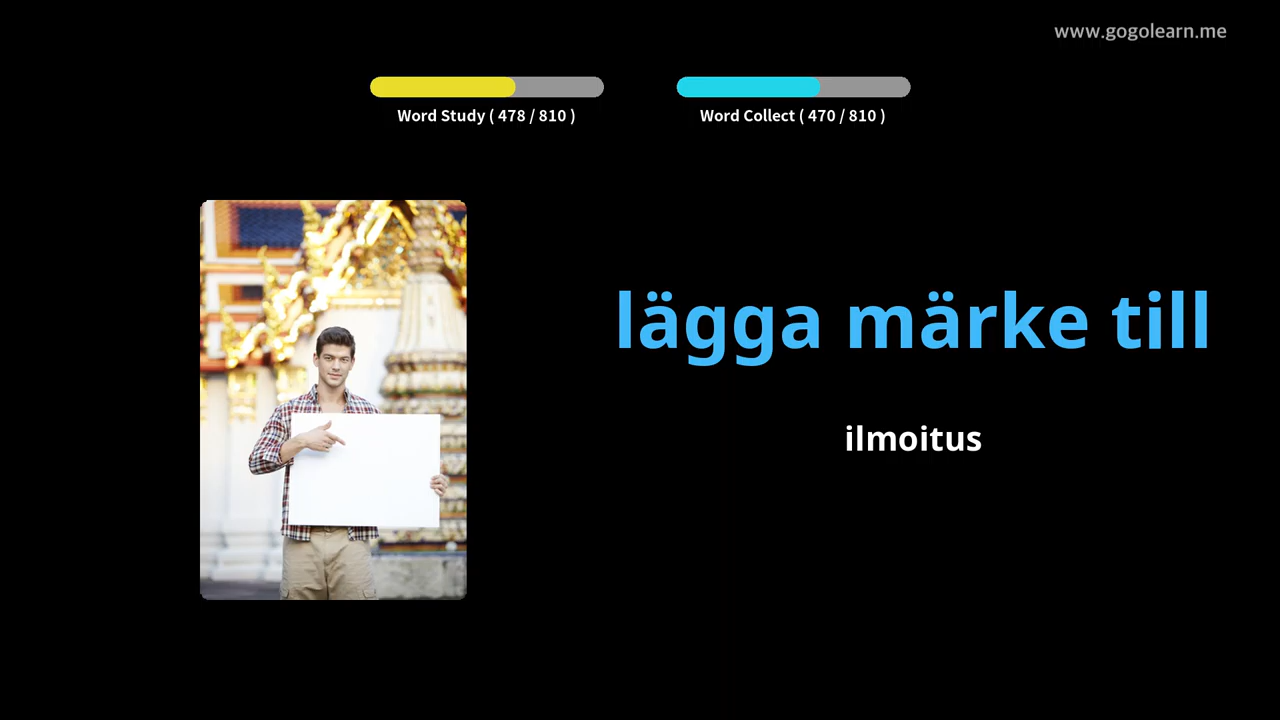 www.gogolearn.me
Word Study ( 478 / 810 )
Word Collect ( 470 / 810 )
lägga märke till
ilmoitus